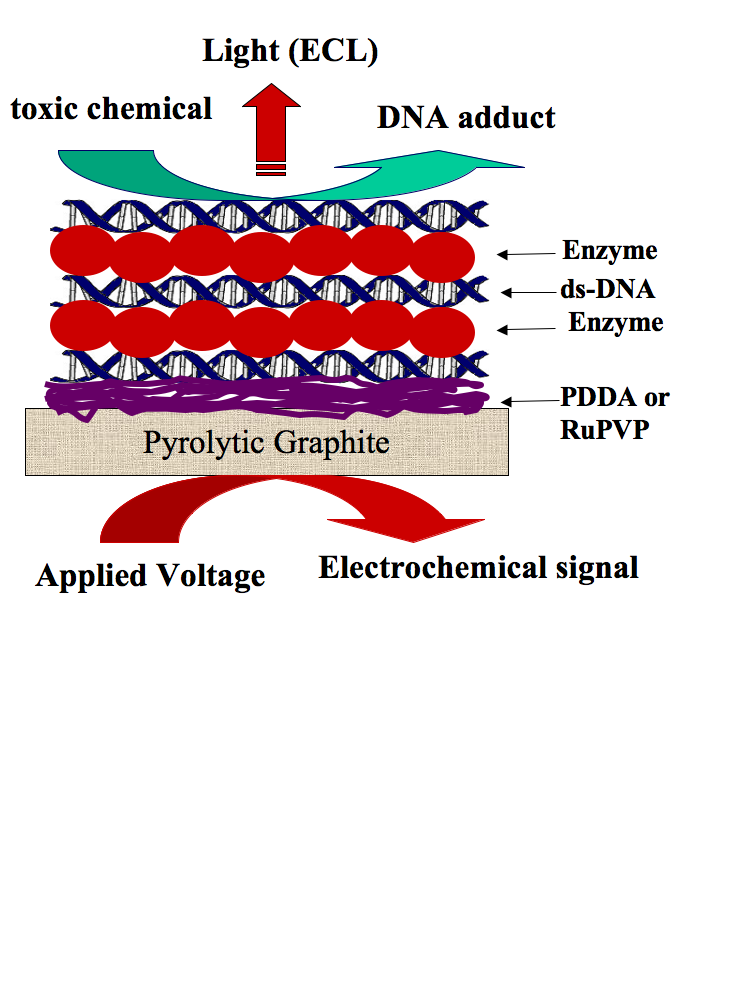 Light (ECL)
toxic chemical
DNA adduct
Enzyme
ds-DNA
Enzyme
PDDA or
RuPVP
Pyrolytic Graphite
Applied Voltage
Electrochemical signal